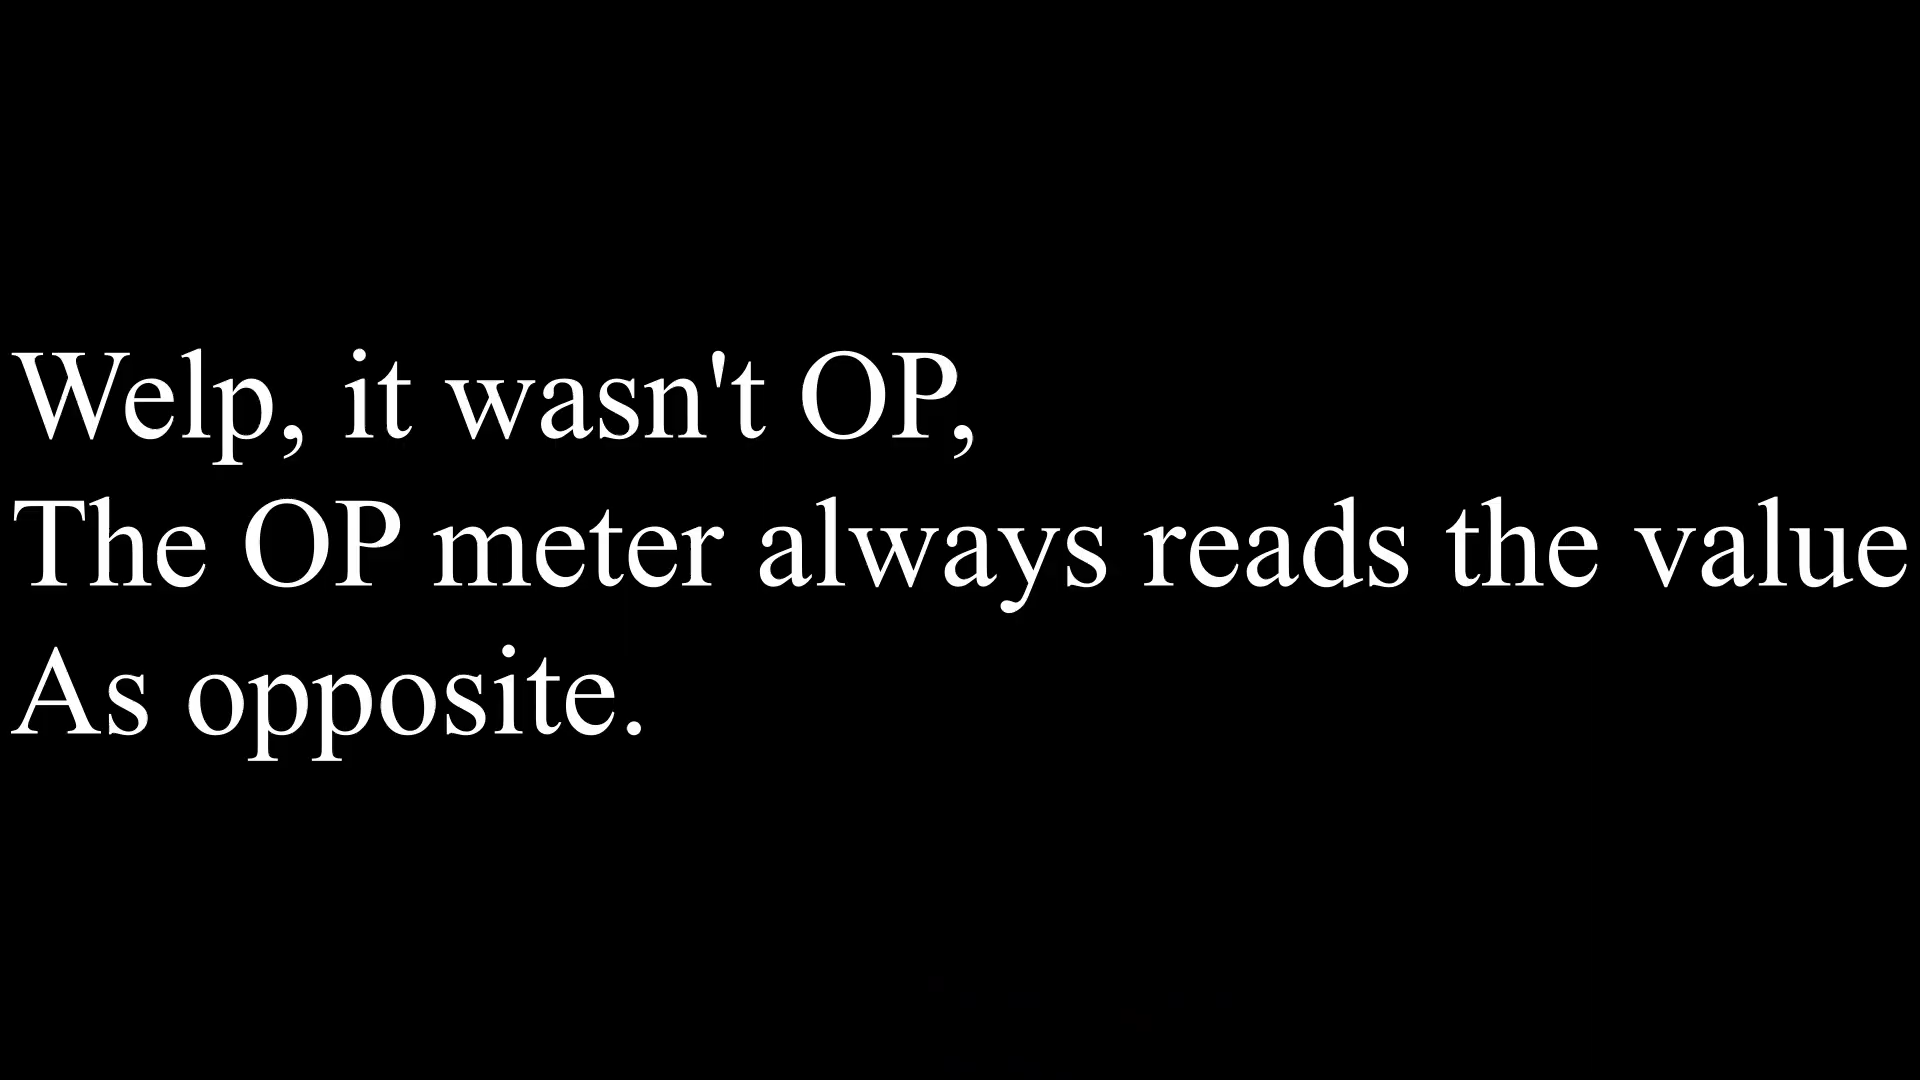 Welp, it wasn't OP,
The OP meter always reads the value
As opposite.